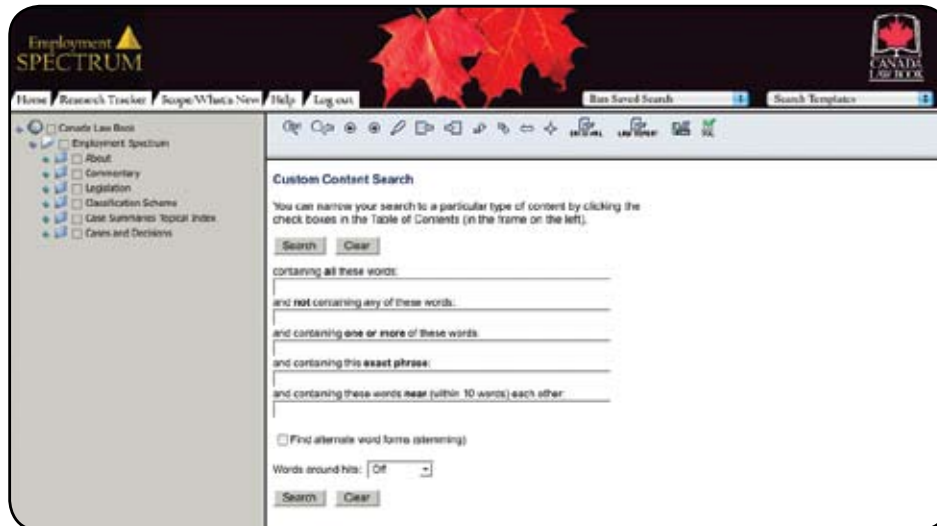 Employment
SPECTRUM
CANADA
LAW BOOK
Home Research Tracker Scope/What's New Help Log out Run Saved Search Search Templates
Canada Law Book
Employment Spectrum
About
Commentary
Legislation
Classification Scheme
Case Summaries Topical Index
Cases and Decisions
Custom Content Search
You can narrow your search to a particular type of content by clicking the
check boxes in the Table of Contents (in the frame on the left).
Search Clear
containing all these words:
and not containing any of these words:
and containing one or more of these words:
and containing this exact phrase:
and containing these words near (within 10 words) each other:
Find alternate word forms (stemming)
Words around hits: Off
Search Clear